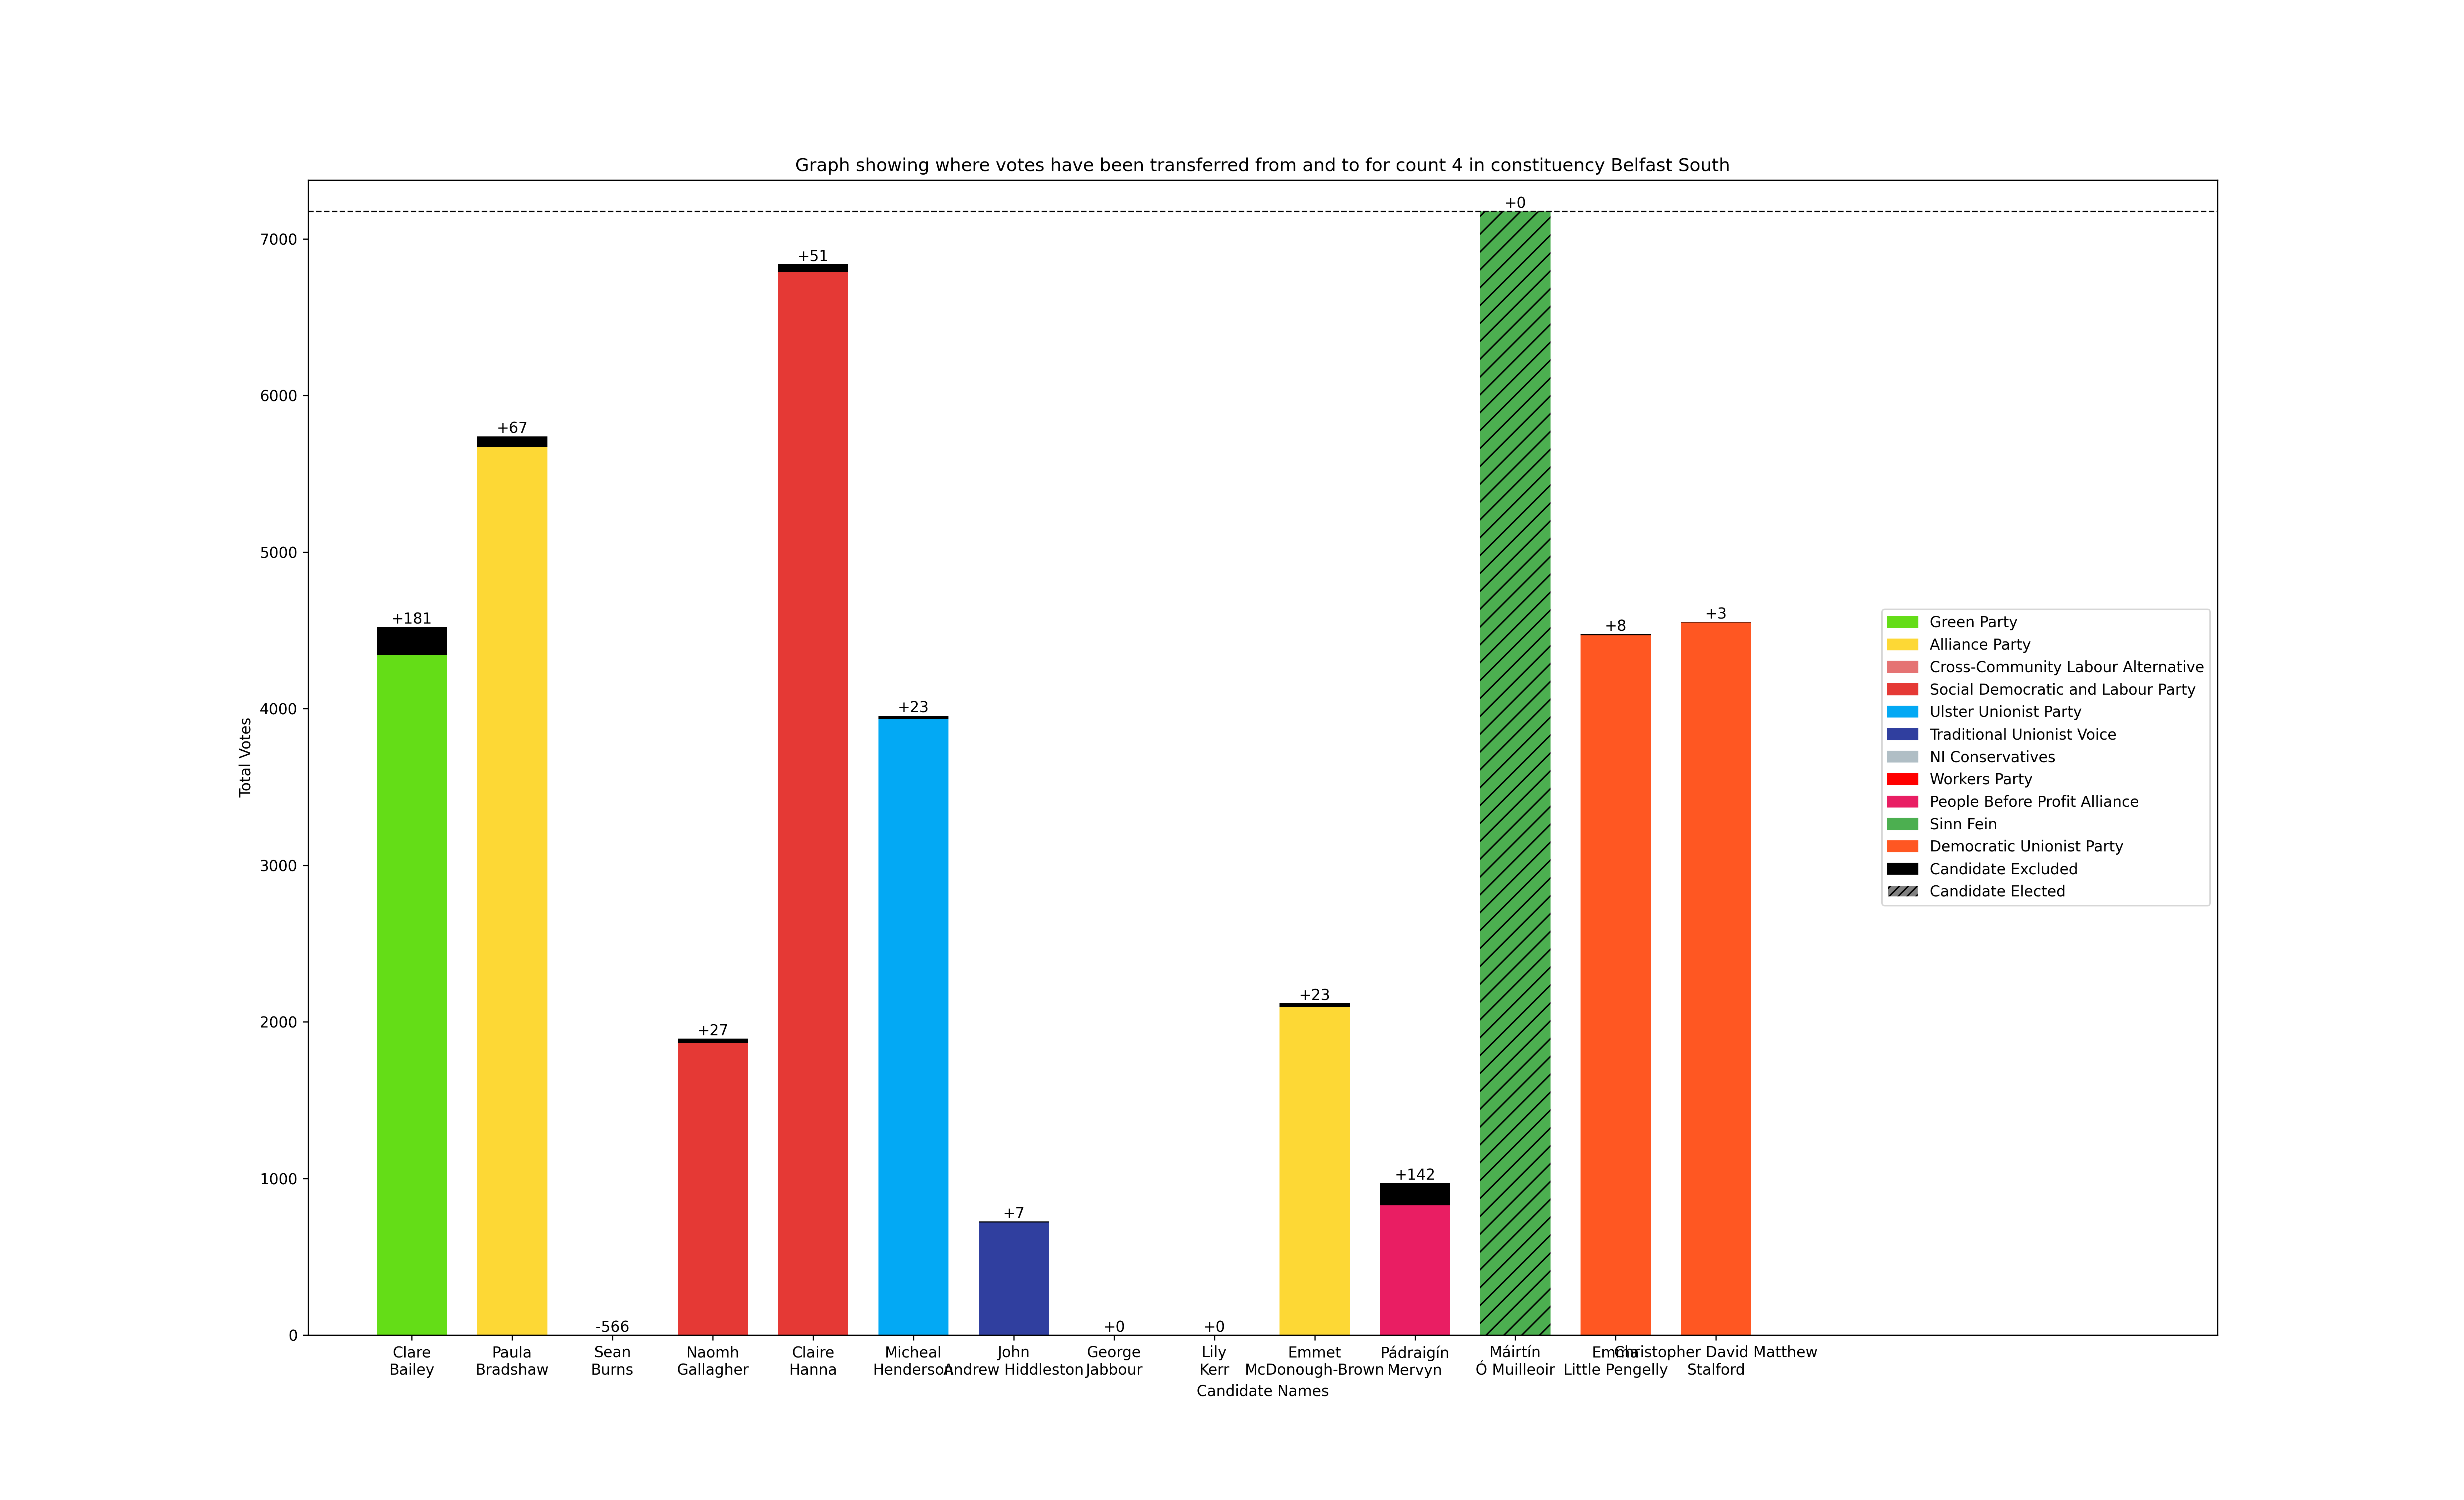 Graph showing where votes have been transferred from and to for count 4 in constituency Belfast South
Total Votes
7000
6000
5000
4000
3000
2000
1000
0
+181
+67
-566
+27
+51
+23
+7
+0
+0
+23
+142
+0
+8
+3
Clare
Bailey
Paula
Bradshaw
Sean
Burns
Naomh
Gallagher
Claire
Hanna
Micheal
Henderson
John
Andrew Hiddleston
George
Jabbour
Lily
Kerr
Emmet
McDonough-Brown
Pádraigín
Mervyn
Máirtín
Ó Muilleoir
Emma
Little Pengelly
Christopher David Matthew
Stalford
Candidate Names
Green Party
Alliance Party
Cross-Community Labour Alternative
Social Democratic and Labour Party
Ulster Unionist Party
Traditional Unionist Voice
NI Conservatives
Workers Party
People Before Profit Alliance
Sinn Fein
Democratic Unionist Party
Candidate Excluded
Candidate Elected